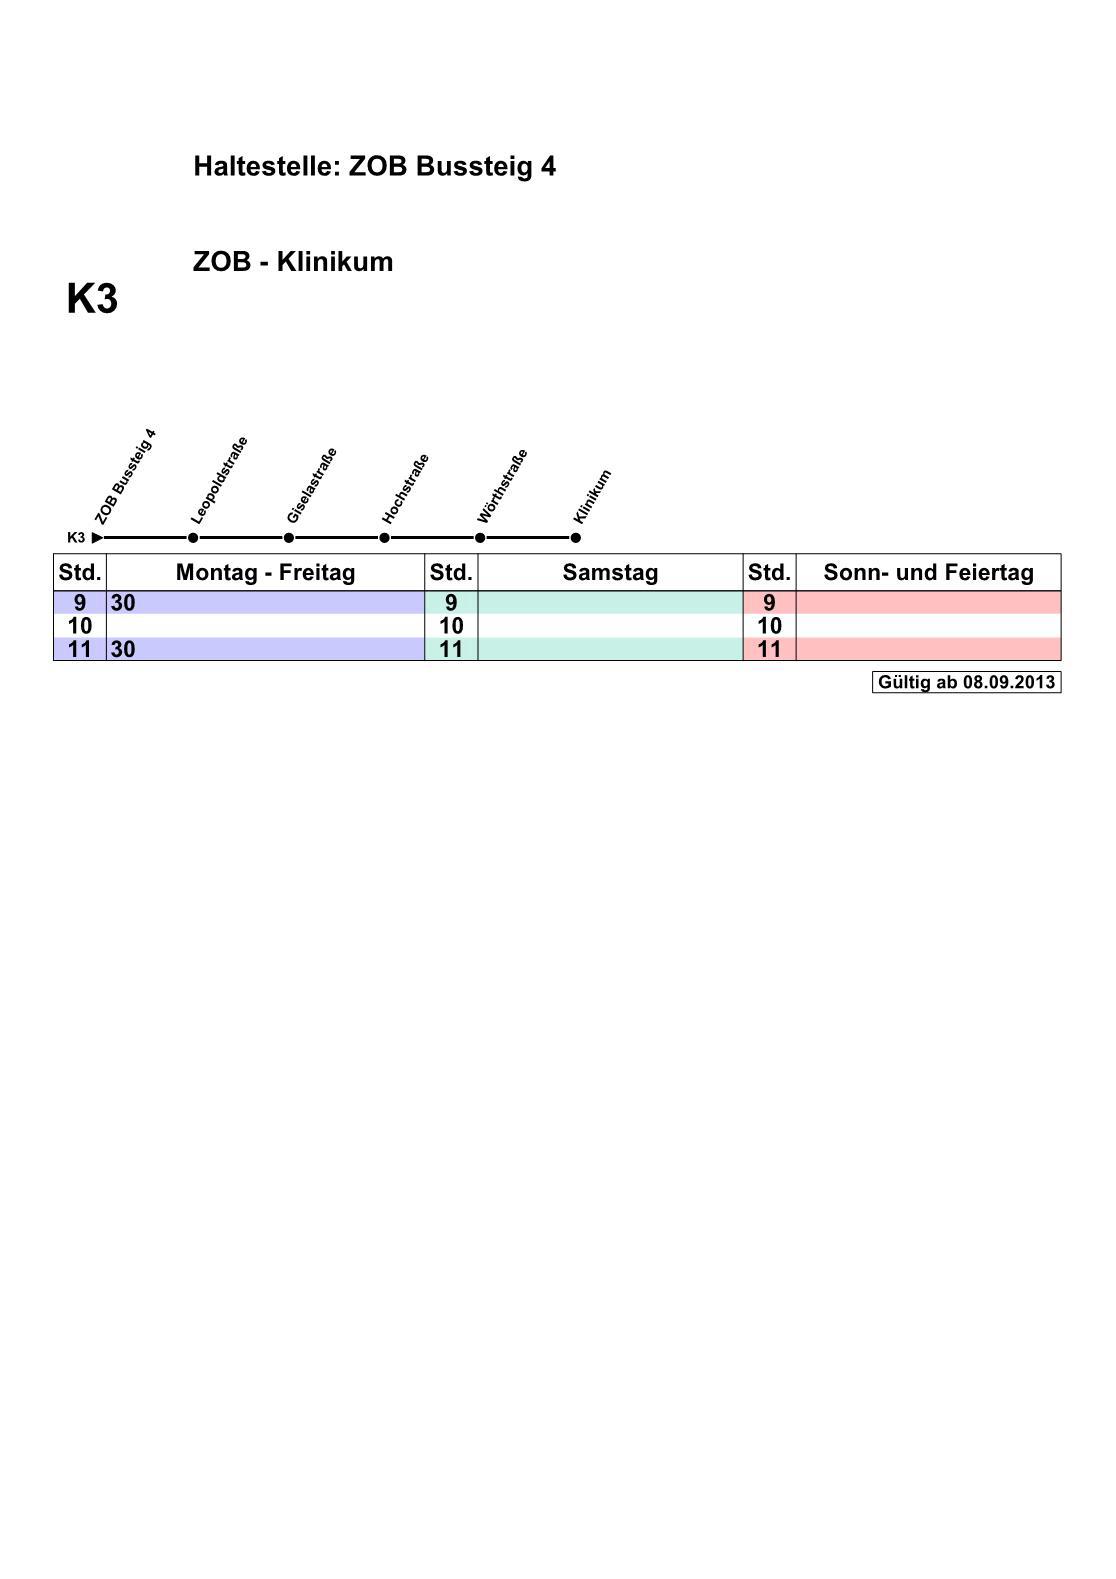 Haltestelle: ZOB Bussteig 4
ZOB - Klinikum
K3
ZOB Bussteig 4
Leopoldstraße
Giselastraße
Hochstraße
Wörthstraße
Klinikum
K3
Std. Montag - Freitag Std. Samstag Std. Sonn- und Feiertag
9 30 9 9
10 10 10
11 30 11 11
Gültig ab 08.09.2013